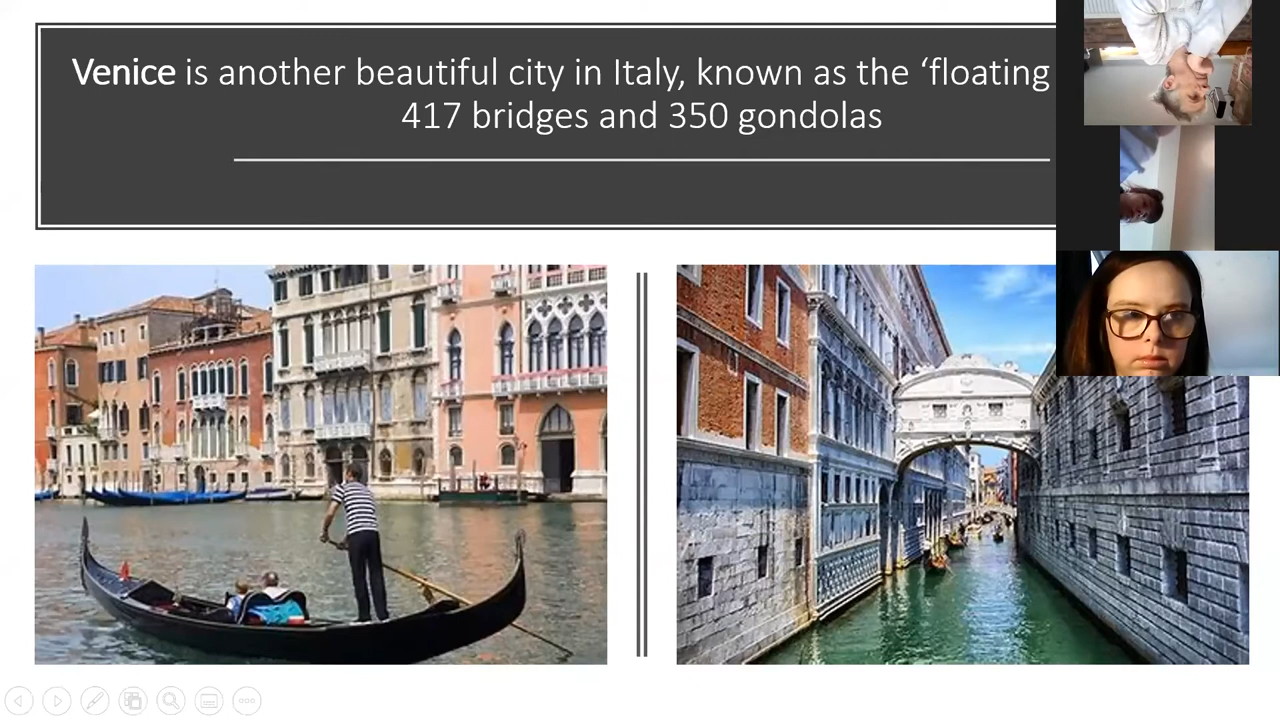 Venice is another beautiful city in Italy, known as the ‘floating
417 bridges and 350 gondolas